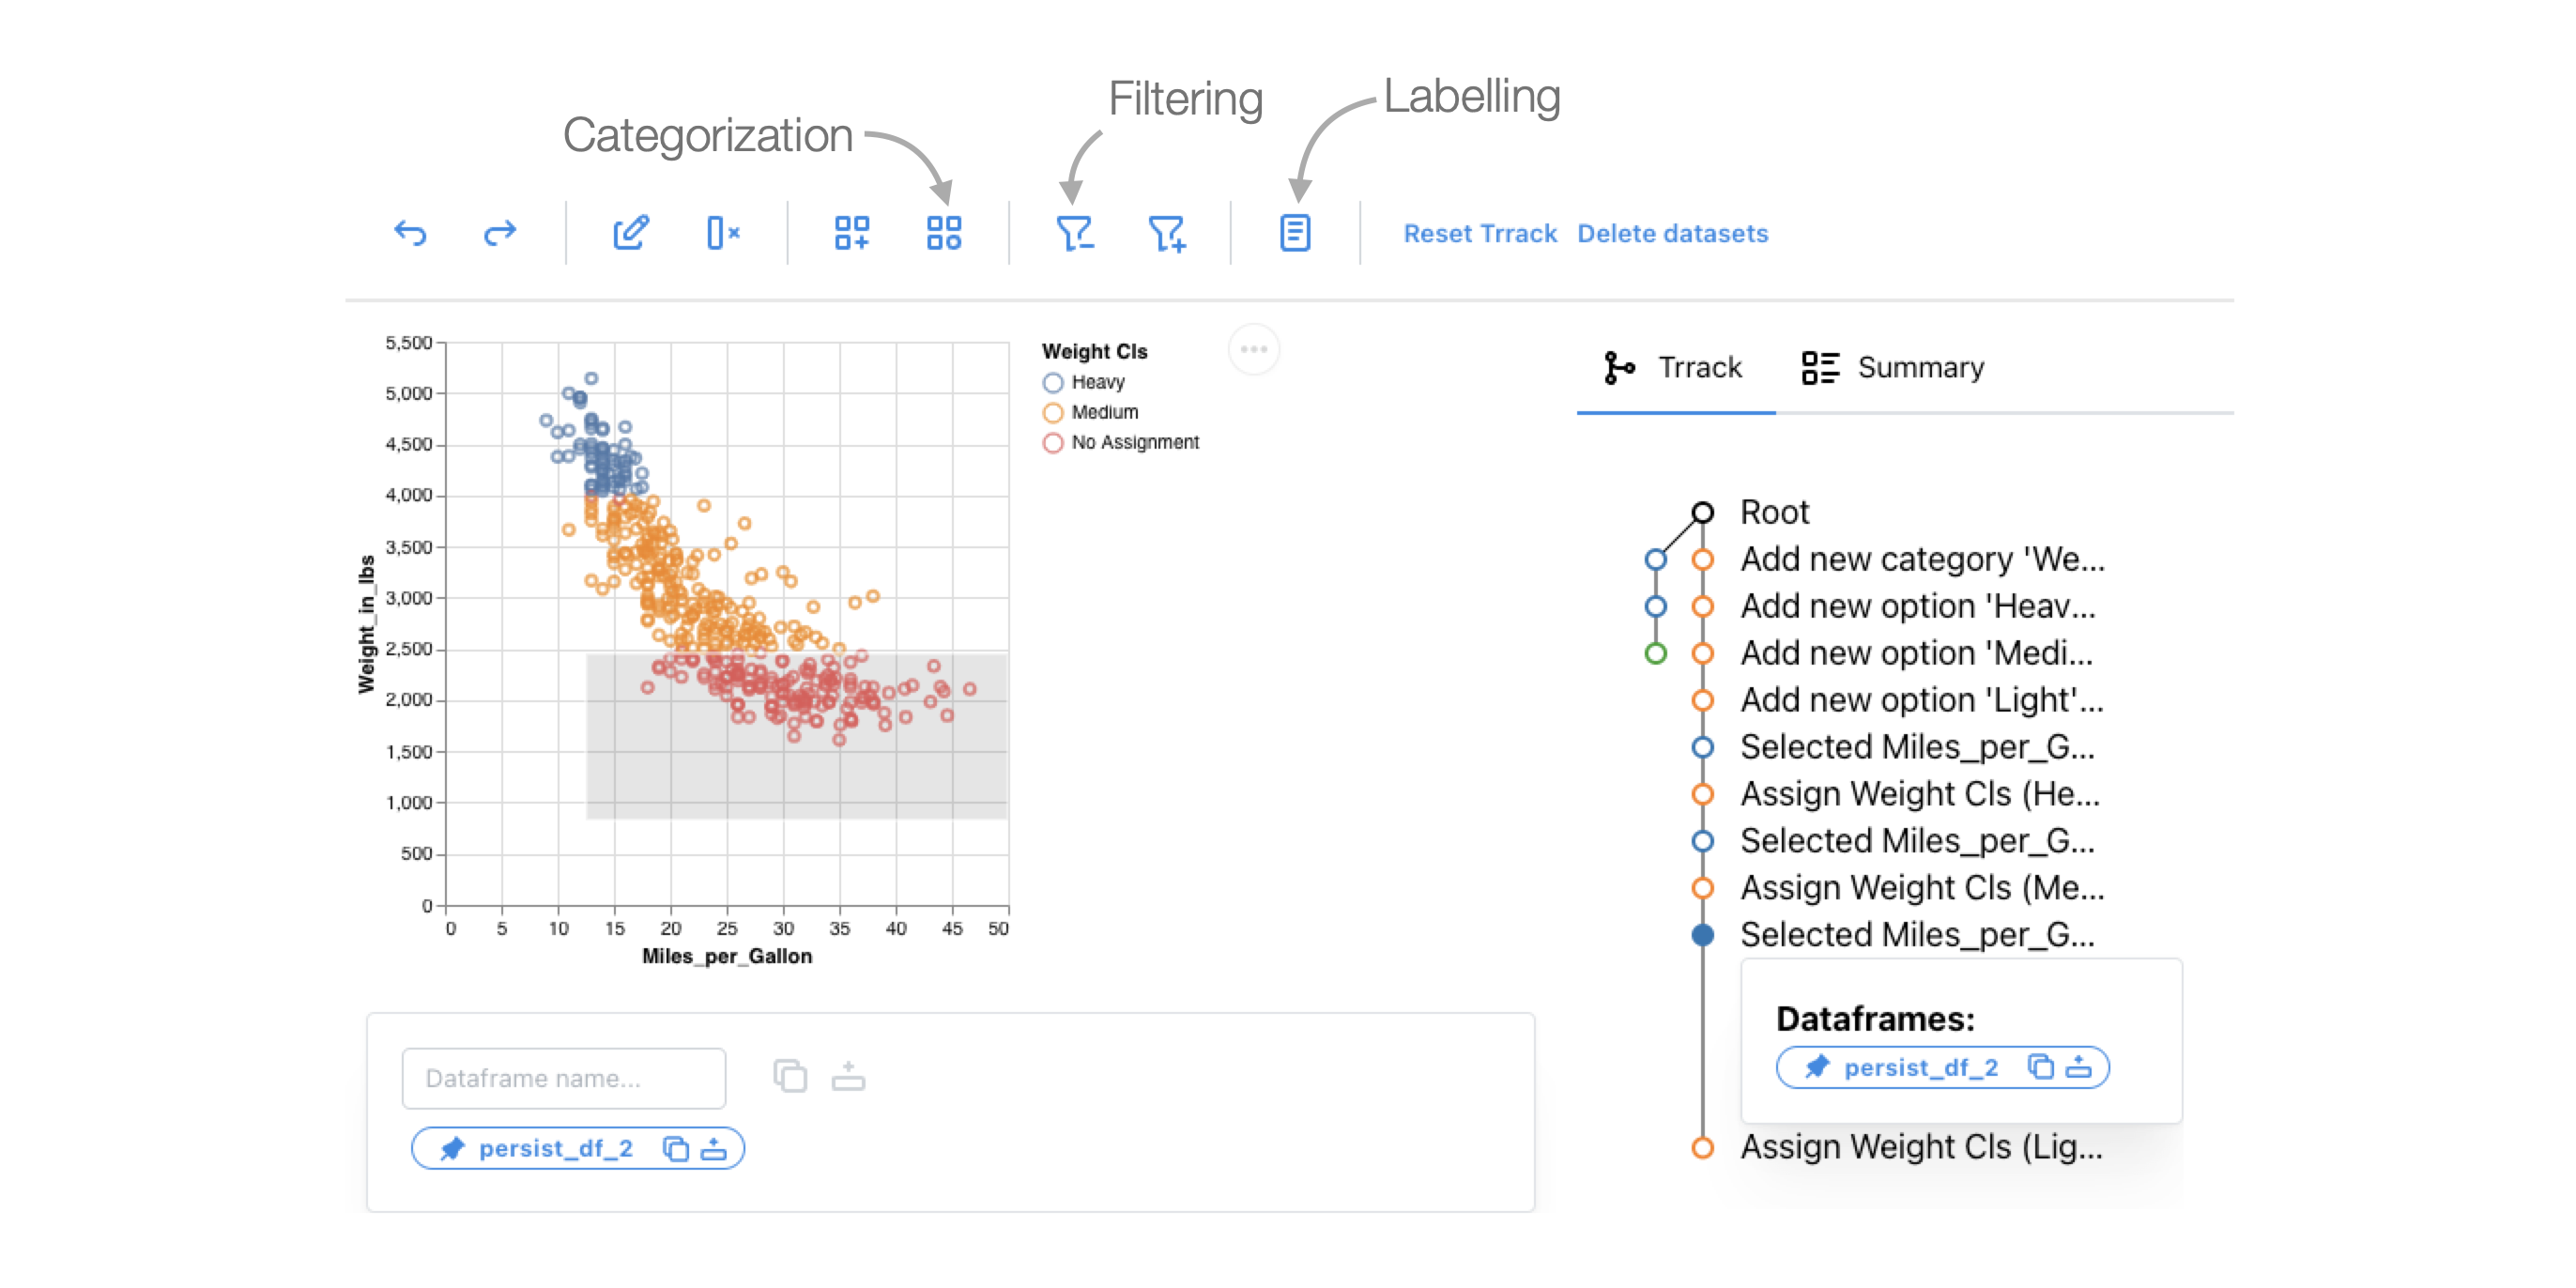 Categorization
Filtering
Labelling
Reset Trrack Delete datasets
5,500
5,000
4,500
4,000
3,500
3,000
2,500
2,000
1,500
1,000
500
0
Weight_in_lbs
0 5 10 15 20 25 30 35 40 45 50
Miles_per_Gallon
Weight Cls
Heavy
Medium
No Assignment
Dataframe name...
persist_df_2
Trrack Summary
Root
Add new category 'We...
Add new option 'Heav...
Add new option 'Medi...
Add new option 'Light'...
Selected Miles_per_G...
Assign Weight Cls (He...
Selected Miles_per_G...
Assign Weight Cls (Me...
Selected Miles_per_G...
Dataframes:
persist_df_2
Assign Weight Cls (Lig...